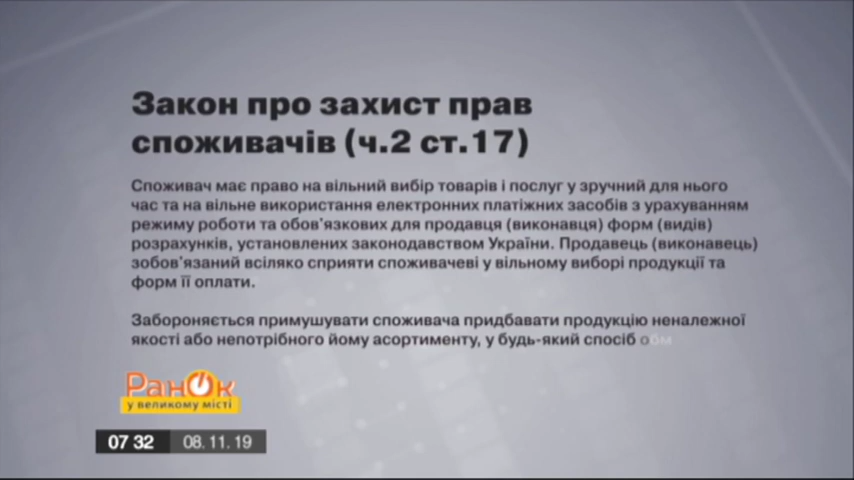 Закон про захист прав
споживачів (ч.2 ст.17)
Споживач має право на вільний вибір товарів і послуг у зручний для нього
час та на вільне використання електронних платіжних засобів з урахуванням
режиму роботи та обов'язкових для продавця (виконавця) форм (видів)
розрахунків, установлених законодавством України. Продавець (виконавець)
зобов'язаний всіляко сприяти споживачеві у вільному виборі продукції та
форм її оплати.
Забороняється примушувати споживача придбавати продукцію неналежної
якості або непотрібного йому асортименту, у будь-який спосіб обм
Ранок
у великому місті
07 32 08. 11. 19